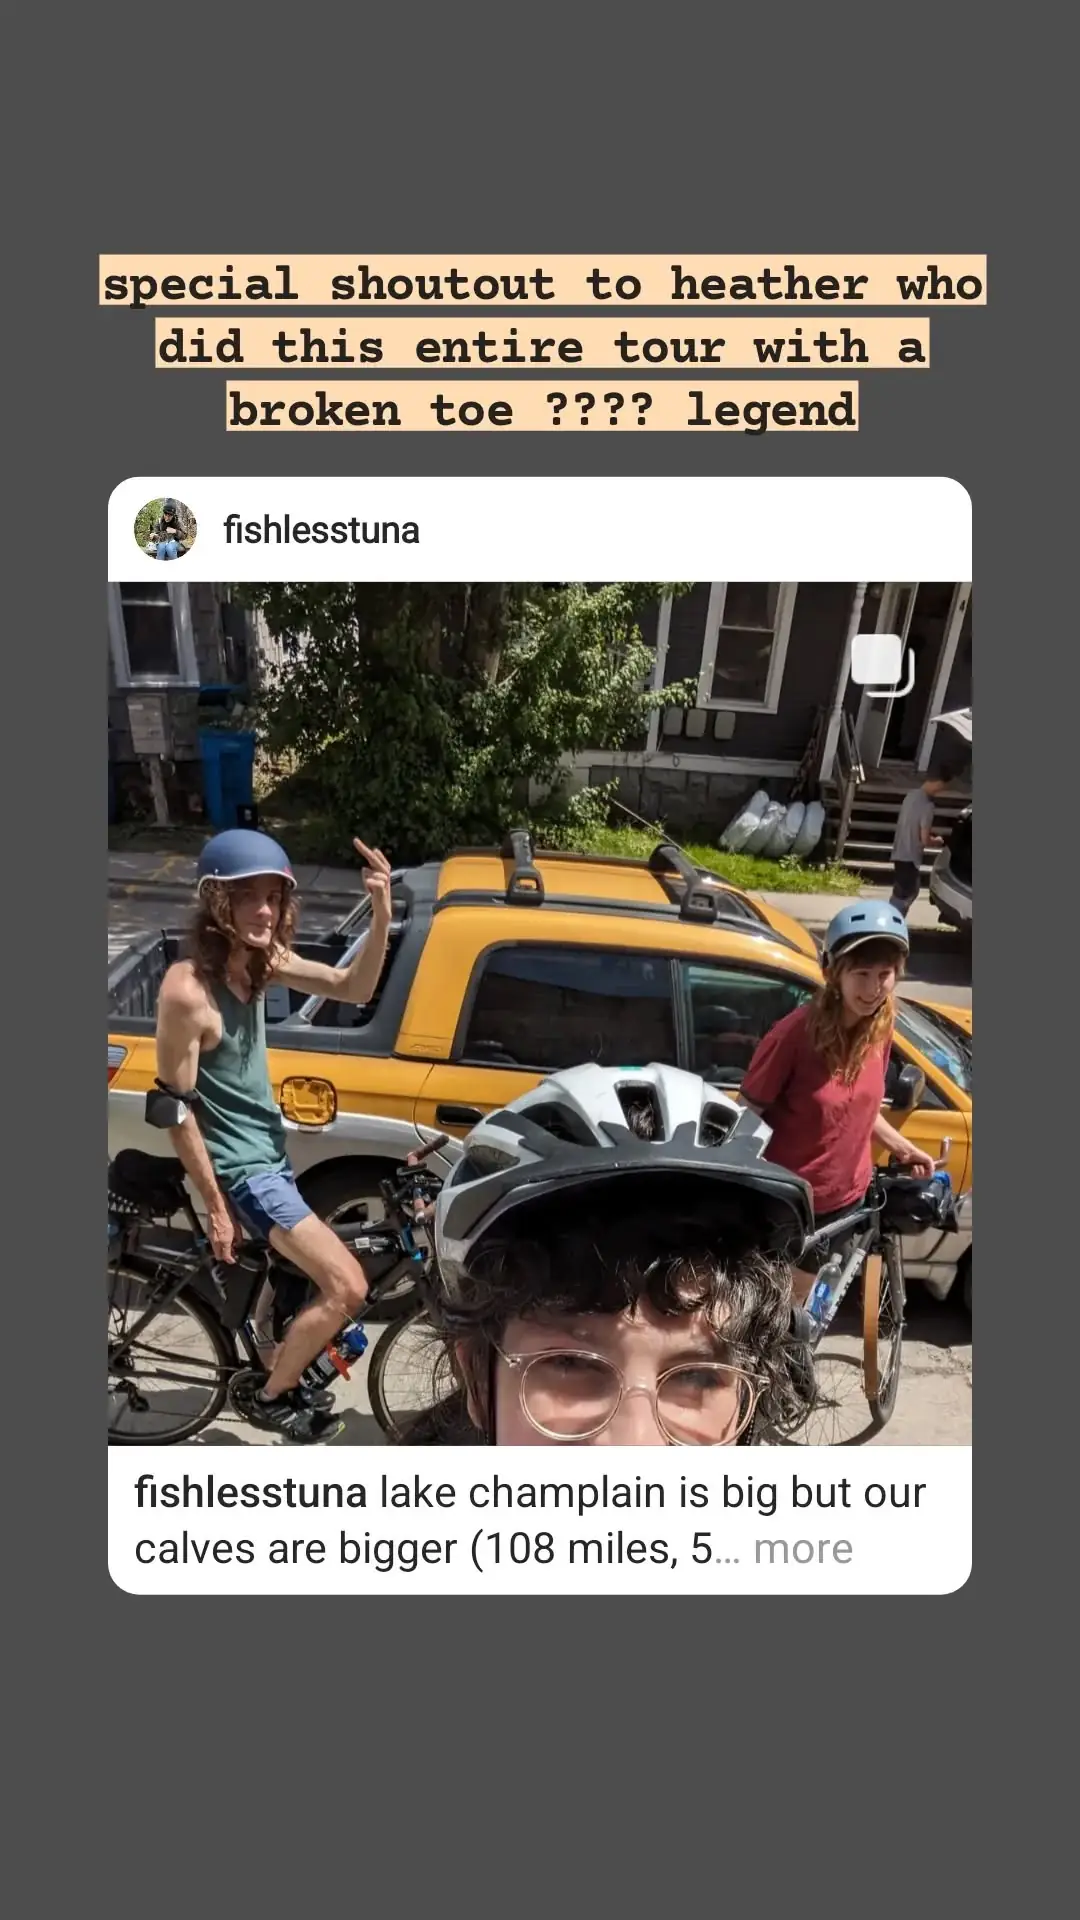 special shoutout to heather who
did this entire tour with a
broken toe ???? legend
fishlesstuna
fishlesstuna lake champlain is big but our
calves are bigger (108 miles, 5... more